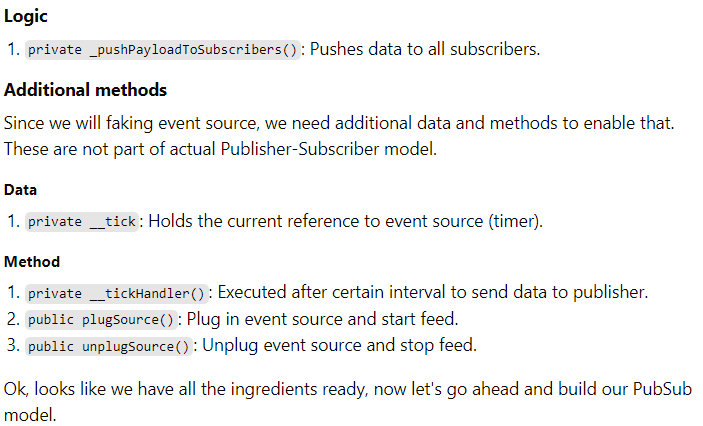 Logic
1. private _pushPayloadToSubscribers(): Pushes data to all subscribers.
Additional methods
Since we will faking event source, we need additional data and methods to enable that.
These are not part of actual Publisher-Subscriber model.
Data
1. private __tick: Holds the current reference to event source (timer).
Method
1. private __tickHandler(): Executed after certain interval to send data to publisher.
2. public plugSource(): Plug in event source and start feed.
3. public unplugSource(): Unplug event source and stop feed.
Ok, looks like we have all the ingredients ready, now let's go ahead and build our PubSub
model.